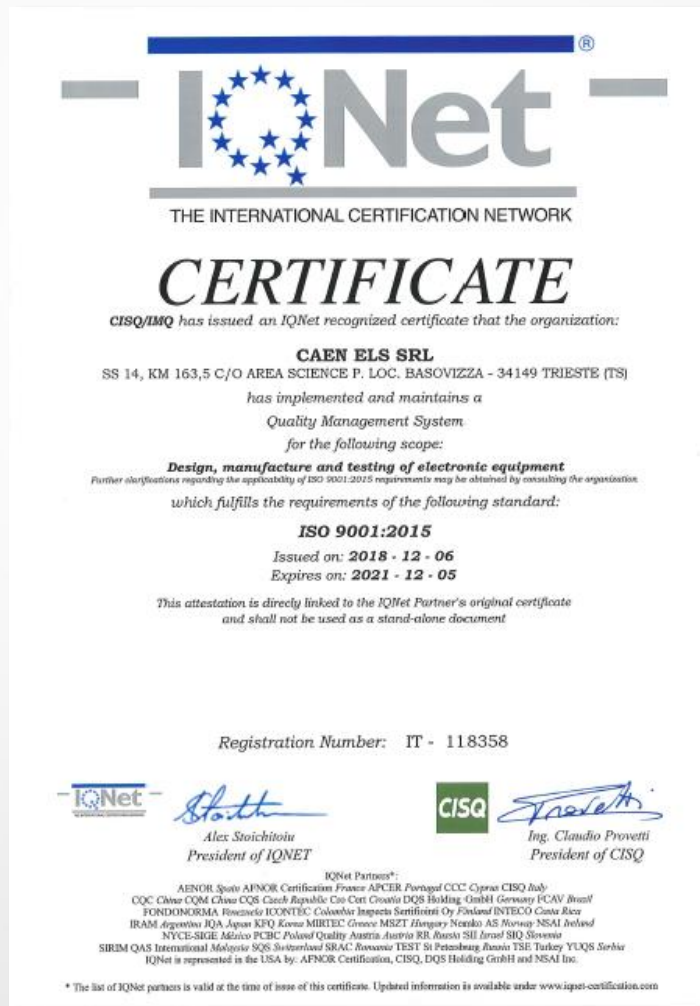 IQNet®
THE INTERNATIONAL CERTIFICATION NETWORK
CERTIFICATE
CISQ/IMQ has issued an IQNet recognized certificate that the organization:
CAEN ELS SRL
SS 14, KM 163,5 C/O AREA SCIENCE P. LOC. BASOVIZZA - 34149 TRIESTE (TS)
has implemented and maintains a
Quality Management System
for the following scope:
Design, manufacture and testing of electronic equipment
Further clarifications regarding the applicability of ISO 9001:2015 requirements may be obtained by consulting the organization
which fulfills the requirements of the following standard:
ISO 9001:2015
Issued on: 2018 - 12 - 06
Expires on: 2021 - 12 - 05
This attestation is direcly linked to the IQNet Partner's original certificate
and shall not be used as a stand-alone document
Registration Number: IT - 118358
IQNet
CISQ
Alex Stoichitoiu
President of IQNET
Ing. Claudio Provetti
President of CISQ
IQNet Partners*:
AENOR Spain AFNOR Certification France APCER Portugal CCC Cyprus CISQ Italy
CQC China CQM China CQS Czech Republic Cro Cert Croatia DQS Holding GmbH Germany FCAV Brazil
FONDONORMA Venezuela ICONTEC Colombia Inspecta Sertifiointi Oy Finland INTECO Costa Rica
IRAM Argentina JQA Japan KFQ Korea MIRTEC Greece MSZT Hungary Nemko AS Norway NSAI Ireland
NYCE-SIGE México PCBC Poland Quality Austria Austria RR Russia SII Israel SIQ Slovenia
SIRIM QAS International Malaysia SQS Switzerland SRAC Romania TEST St Petersburg Russia TSE Turkey YUQS Serbia
IQNet is represented in the USA by: AFNOR Certification, CISQ, DQS Holding GmbH and NSAI Inc.
* The list of IQNet partners is valid at the time of issue of this certificate. Updated information is available under www.iqnet-certification.com